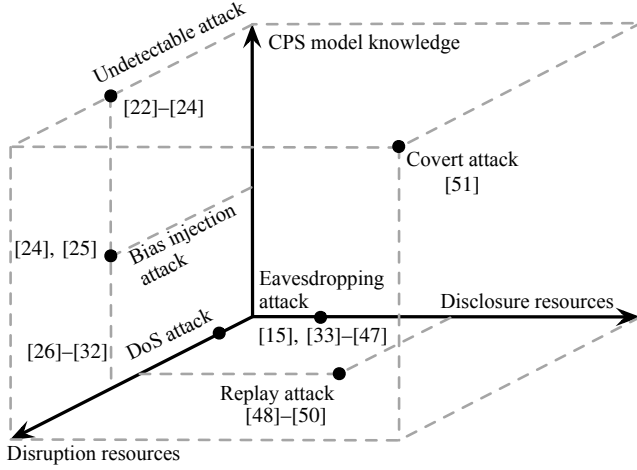 Undetectable attack
CPS model knowledge
[22]–[24]
Covert attack
[51]
[24], [25]
Bias injection
attack
Eavesdropping
attack
Disclosure resources
DoS attack
[15], [33]–[47]
[26]–[32]
Replay attack
[48]–[50]
Disruption resources